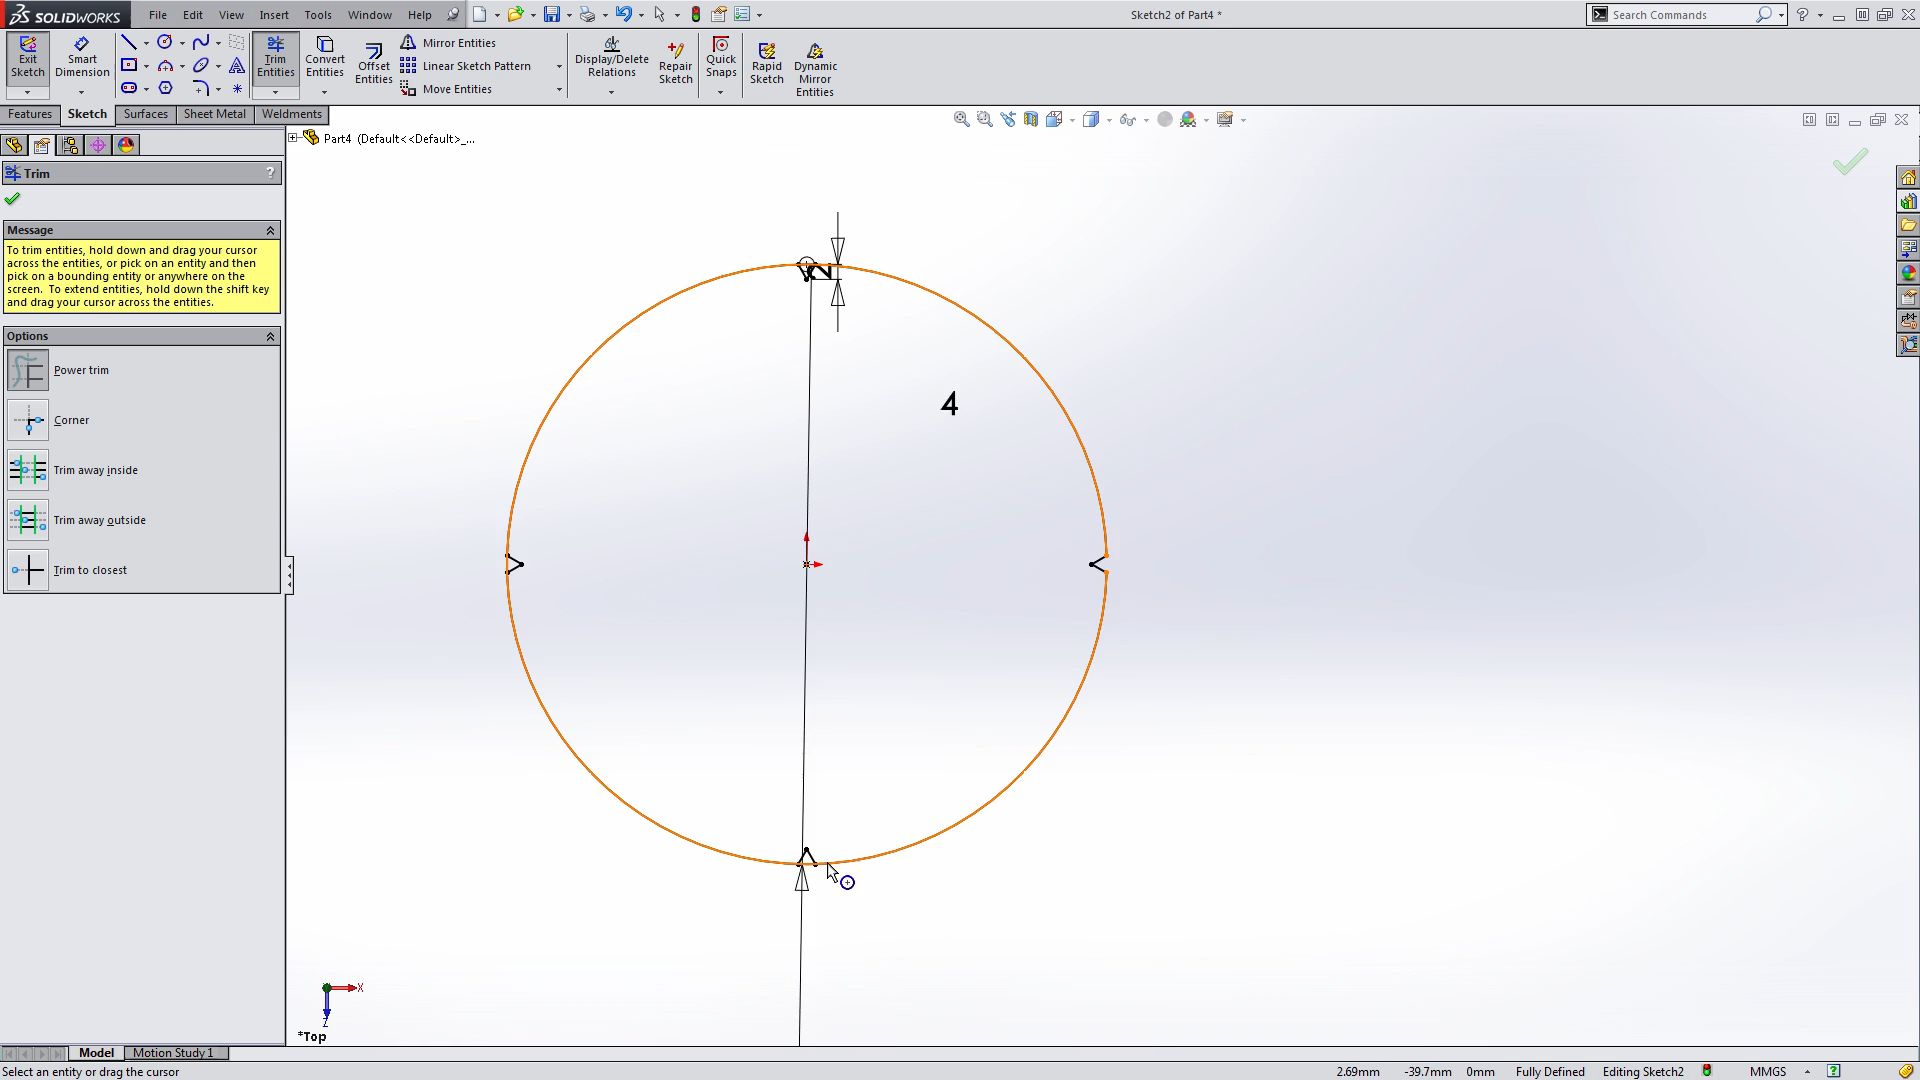 SOLIDWORKS
File Edit View Insert Tools Window Help
Sketch2 of Part4 *
Search Commands
Exit Sketch
Smart Dimension
Trim Entities
Convert Entities
Offset Entities
Mirror Entities
Linear Sketch Pattern
Move Entities
Display/Delete Relations
Repair Sketch
Quick Snaps
Rapid Sketch
Dynamic Mirror Entities
Features Sketch Surfaces Sheet Metal Weldments
Part4 (Default<<Default>_...
Trim ?
Message
To trim entities, hold down and drag your cursor
across the entities, or pick on an entity and then
pick on a bounding entity or anywhere on the
screen. To extend entities, hold down the shift key
and drag your cursor across the entities.
Options
Power trim
Corner
Trim away inside
Trim away outside
Trim to closest
2
4
X
Z
*Top
Model Motion Study 1
Select an entity or drag the cursor
2.69mm -39.7mm 0mm Fully Defined Editing Sketch2 MMGS ?